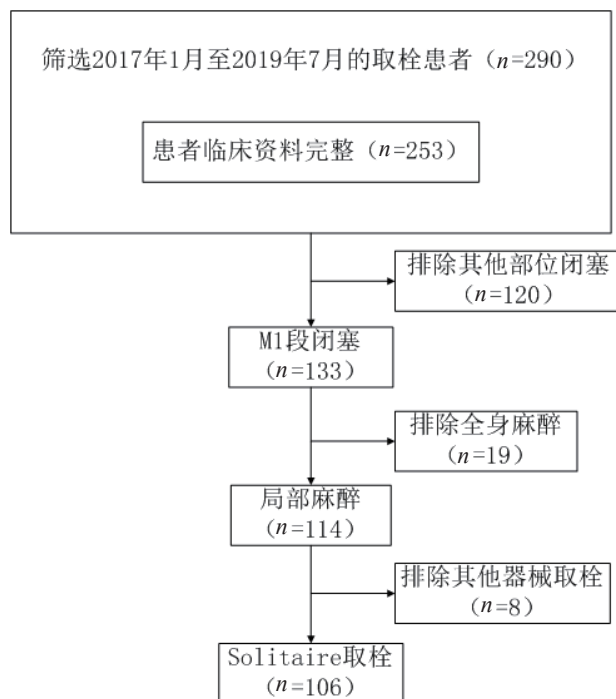 筛选2017年1月至2019年7月的取栓患者（n=290）
患者临床资料完整（n=253）
排除其他部位闭塞
（n=120）
M1段闭塞
（n=133）
排除全身麻醉
（n=19）
局部麻醉
（n=114）
排除其他器械取栓
（n=8）
Solitaire取栓
（n=106）